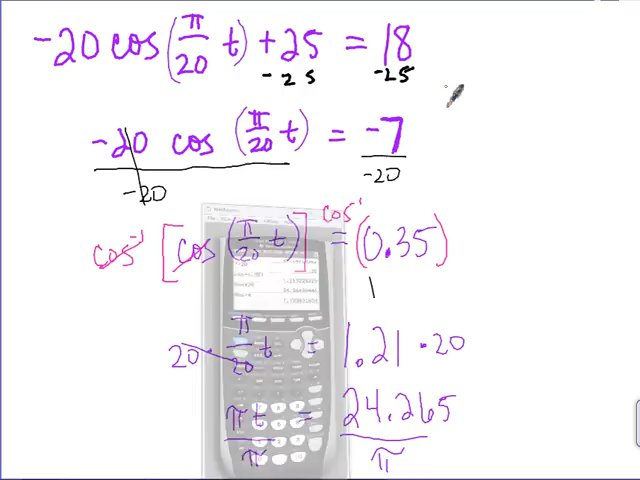 -20 cos(π/20 t) + 25 = 18
-25 -25
-20 cos(π/20 t) = -7
-20 -20
cos⁻¹[cos(π/20 t)] = cos⁻¹(0.35)
20 π/20 t = 1.21 · 20
πt = 24.265
π π